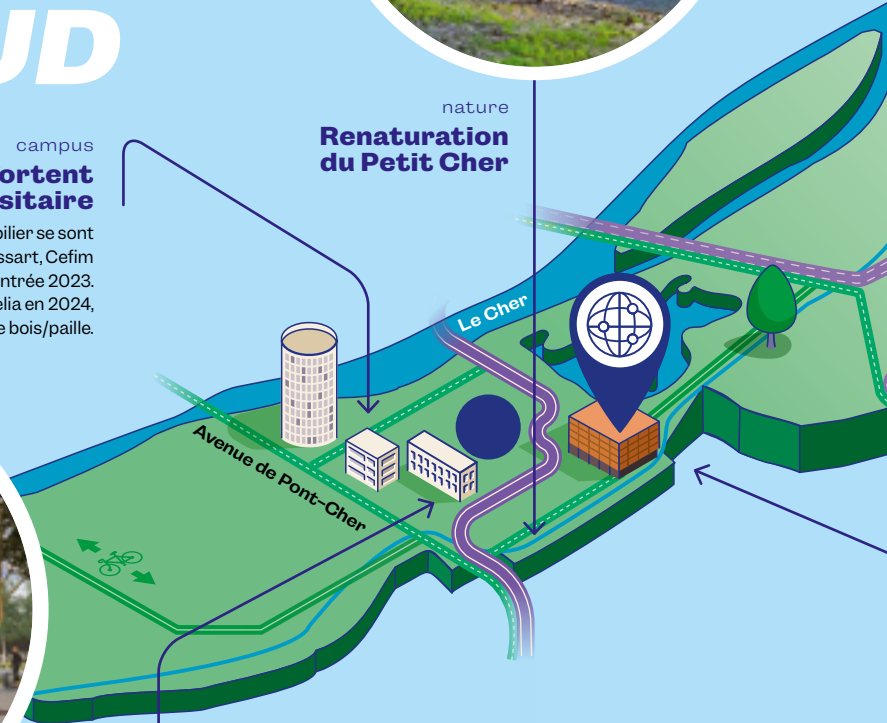 UD
campus
ortent
sitaire
bilier se sont
ssart, Cefim
ntrée 2023.
elia en 2024,
e bois/paille.
nature
Renaturation
du Petit Cher
Le Cher
Avenue de Pont-Cher